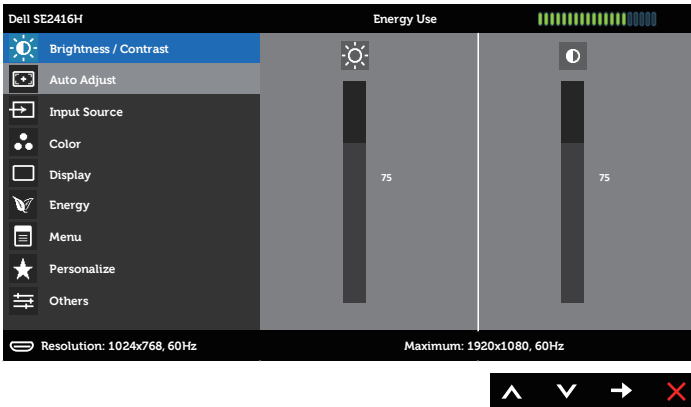 Dell SE2416H Energy Use
Brightness / Contrast
Auto Adjust
Input Source
Color
Display
75 75
Energy
Menu
Personalize
Others
Resolution: 1024x768, 60Hz Maximum: 1920x1080, 60Hz